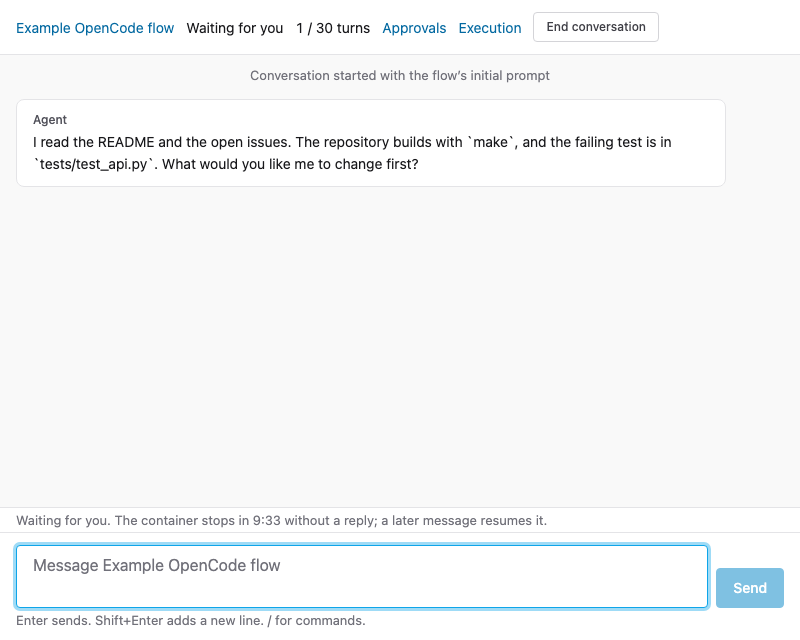 Example OpenCode flow Waiting for you 1 / 30 turns Approvals Execution End conversation
Conversation started with the flow’s initial prompt
Agent
I read the README and the open issues. The repository builds with `make`, and the failing test is in
`tests/test_api.py`. What would you like me to change first?
Waiting for you. The container stops in 9:33 without a reply; a later message resumes it.
Message Example OpenCode flow
Send
Enter sends. Shift+Enter adds a new line. / for commands.